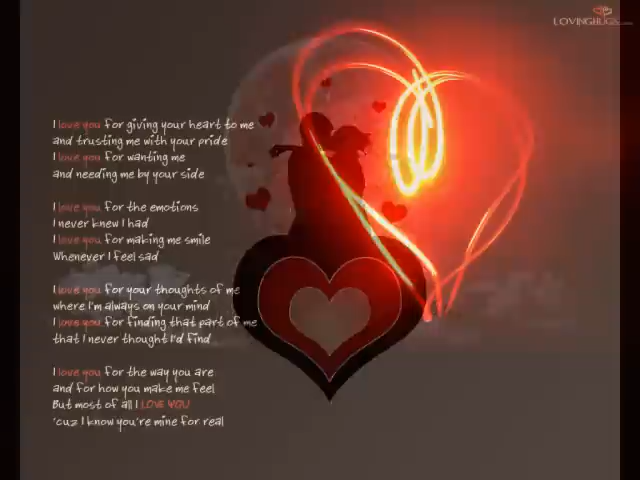 LOVINGHUGS.com
I love you for giving your heart to me
and trusting me with your pride
I love you for wanting me
and needing me by your side
I love you for the emotions
I never knew I had
I love you for making me smile
Whenever I feel sad
I love you for your thoughts of me
where I'm always on your mind
I love you for finding that part of me
that I never thought I'd find
I love you for the way you are
and for how you make me feel
But most of all I LOVE YOU
'cuz I know you're mine for real